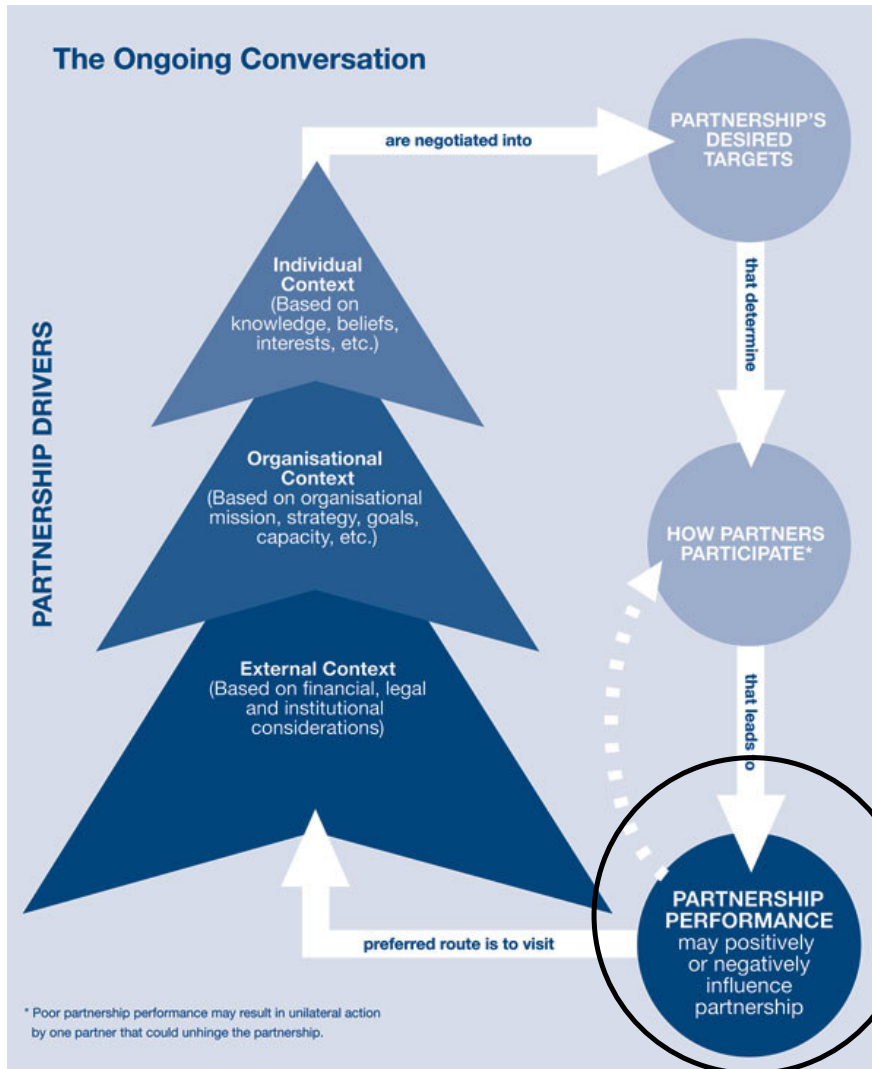 The Ongoing Conversation
PARTNERSHIP DRIVERS
Individual
Context
(Based on
knowledge, beliefs,
interests, etc.)
Organisational
Context
(Based on organisational
mission, strategy, goals,
capacity, etc.)
External Context
(Based on financial, legal
and institutional
considerations)
are negotiated into
PARTNERSHIP'S
DESIRED
TARGETS
that determine
HOW PARTNERS
PARTICIPATE*
that leads to
PARTNERSHIP
PERFORMANCE
may positively
or negatively
influence
partnership
preferred route is to visit
* Poor partnership performance may result in unilateral action
by one partner that could unhinge the partnership.